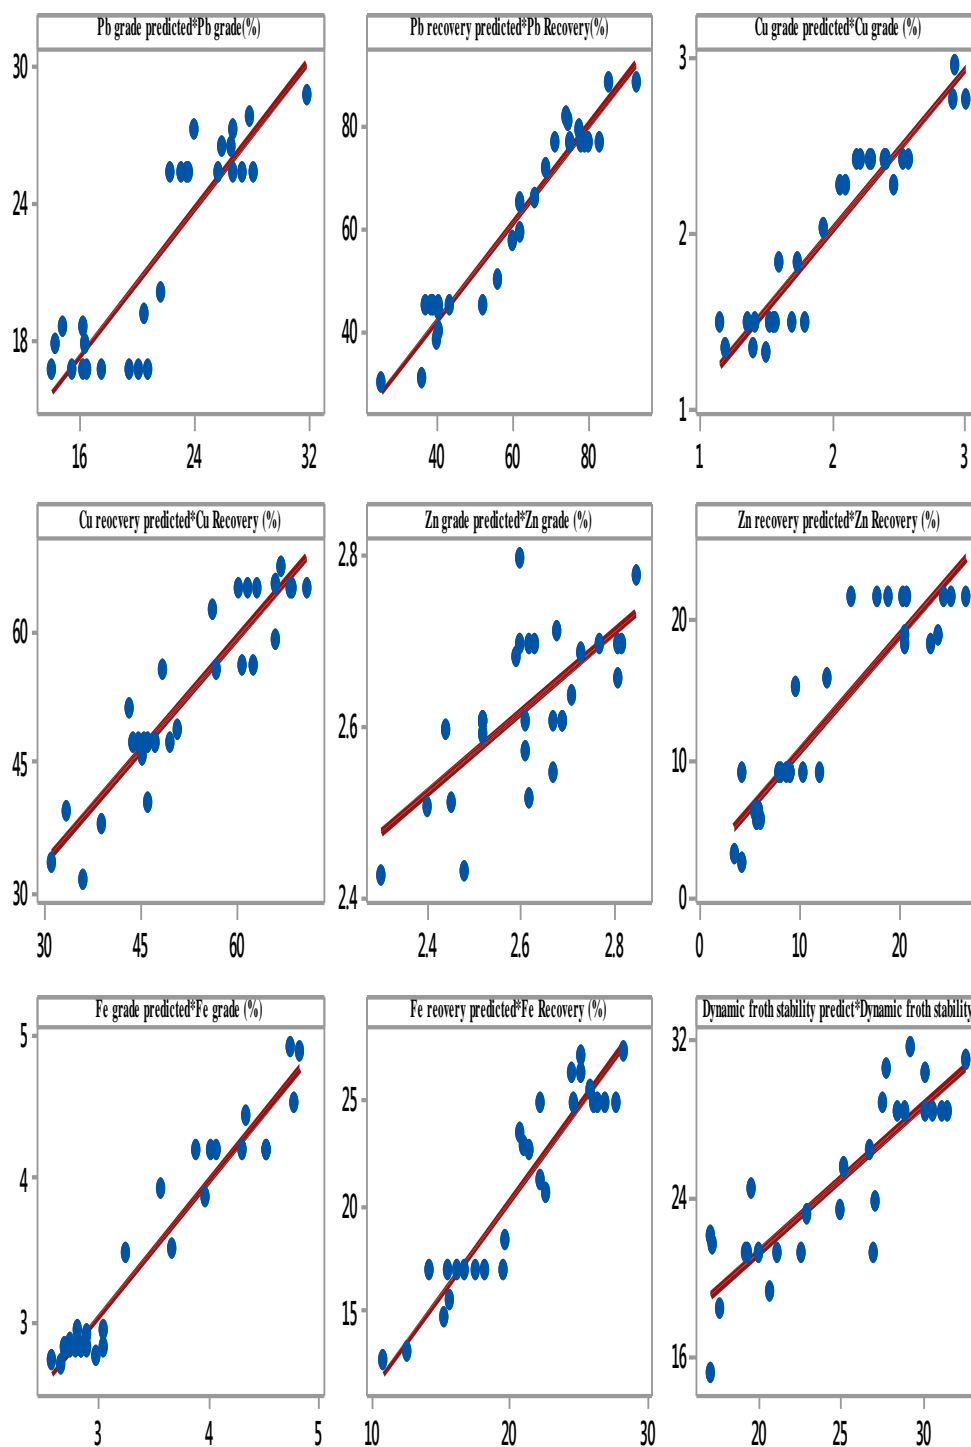 Pb grade predicted*Pb grade(%)
Pb recovery predicted*Pb Recovery(%)
Cu grade predicted*Cu grade (%)
30
24
18
16 24 32
80
60
40
40 60 80
3
2
1
1 2 3
Cu reocvery predicted*Cu Recovery (%)
Zn grade predicted*Zn grade (%)
Zn recovery predicted*Zn Recovery (%)
60
45
30
30 45 60
2.8
2.6
2.4
2.4 2.6 2.8
20
10
0
0 10 20
Fe grade predicted*Fe grade (%)
Fe reovery predicted*Fe Recovery (%)
Dynamic froth stability predict*Dynamic froth stability
5
4
3
3 4 5
25
20
15
10 20 30
32
24
16
20 25 30